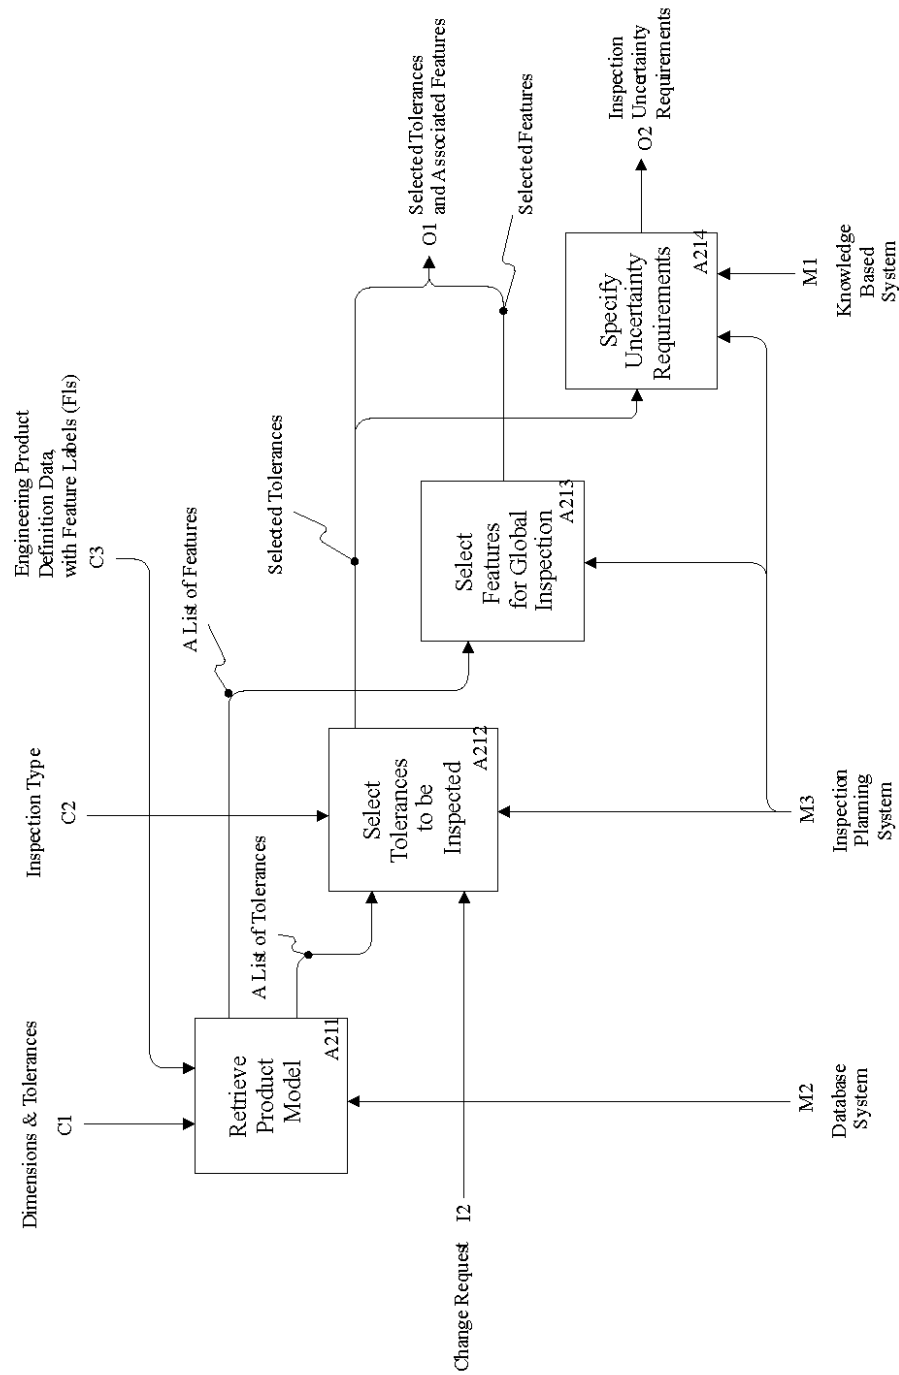 Dimensions & Tolerances
C1
Inspection Type
C2
Engineering Product
Definition Data,
with Feature Labels (Fls)
C3
Retrieve
Product
Model
A211
A List of Tolerances
A List of Features
Change Request
I2
Select
Tolerances
to be
Inspected
A212
Selected Tolerances
Select
Features
for Global
Inspection
A213
O1
Selected Tolerances
and Associated Features
Selected Features
Specify
Uncertainty
Requirements
A214
O2
Inspection
Uncertainty
Requirements
M2
Database
System
M3
Inspection
Planning
System
M1
Knowledge
Based
System